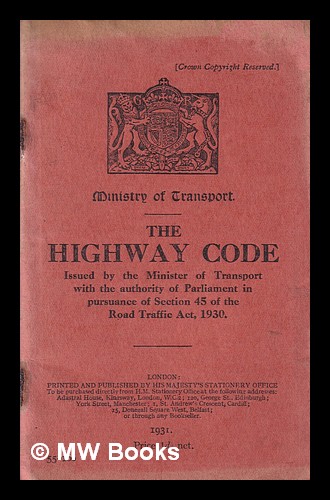 [Crown Copyright Reserved.]
Ministry of Transport.
THE
HIGHWAY CODE
Issued by the Minister of Transport
with the authority of Parliament in
pursuance of Section 45 of the
Road Traffic Act, 1930.
LONDON:
PRINTED AND PUBLISHED BY HIS MAJESTY'S STATIONERY OFFICE
To be purchased directly from H.M. Stationery Office at the following addresses:
Adastral House, Kingsway, London, W.C.2; 120, George St., Edinburgh;
York Street, Manchester; 1, St. Andrew's Crescent, Cardiff;
15, Donegall Square West, Belfast;
or through any Bookseller.
1931.
Price net.
55
© MW Books